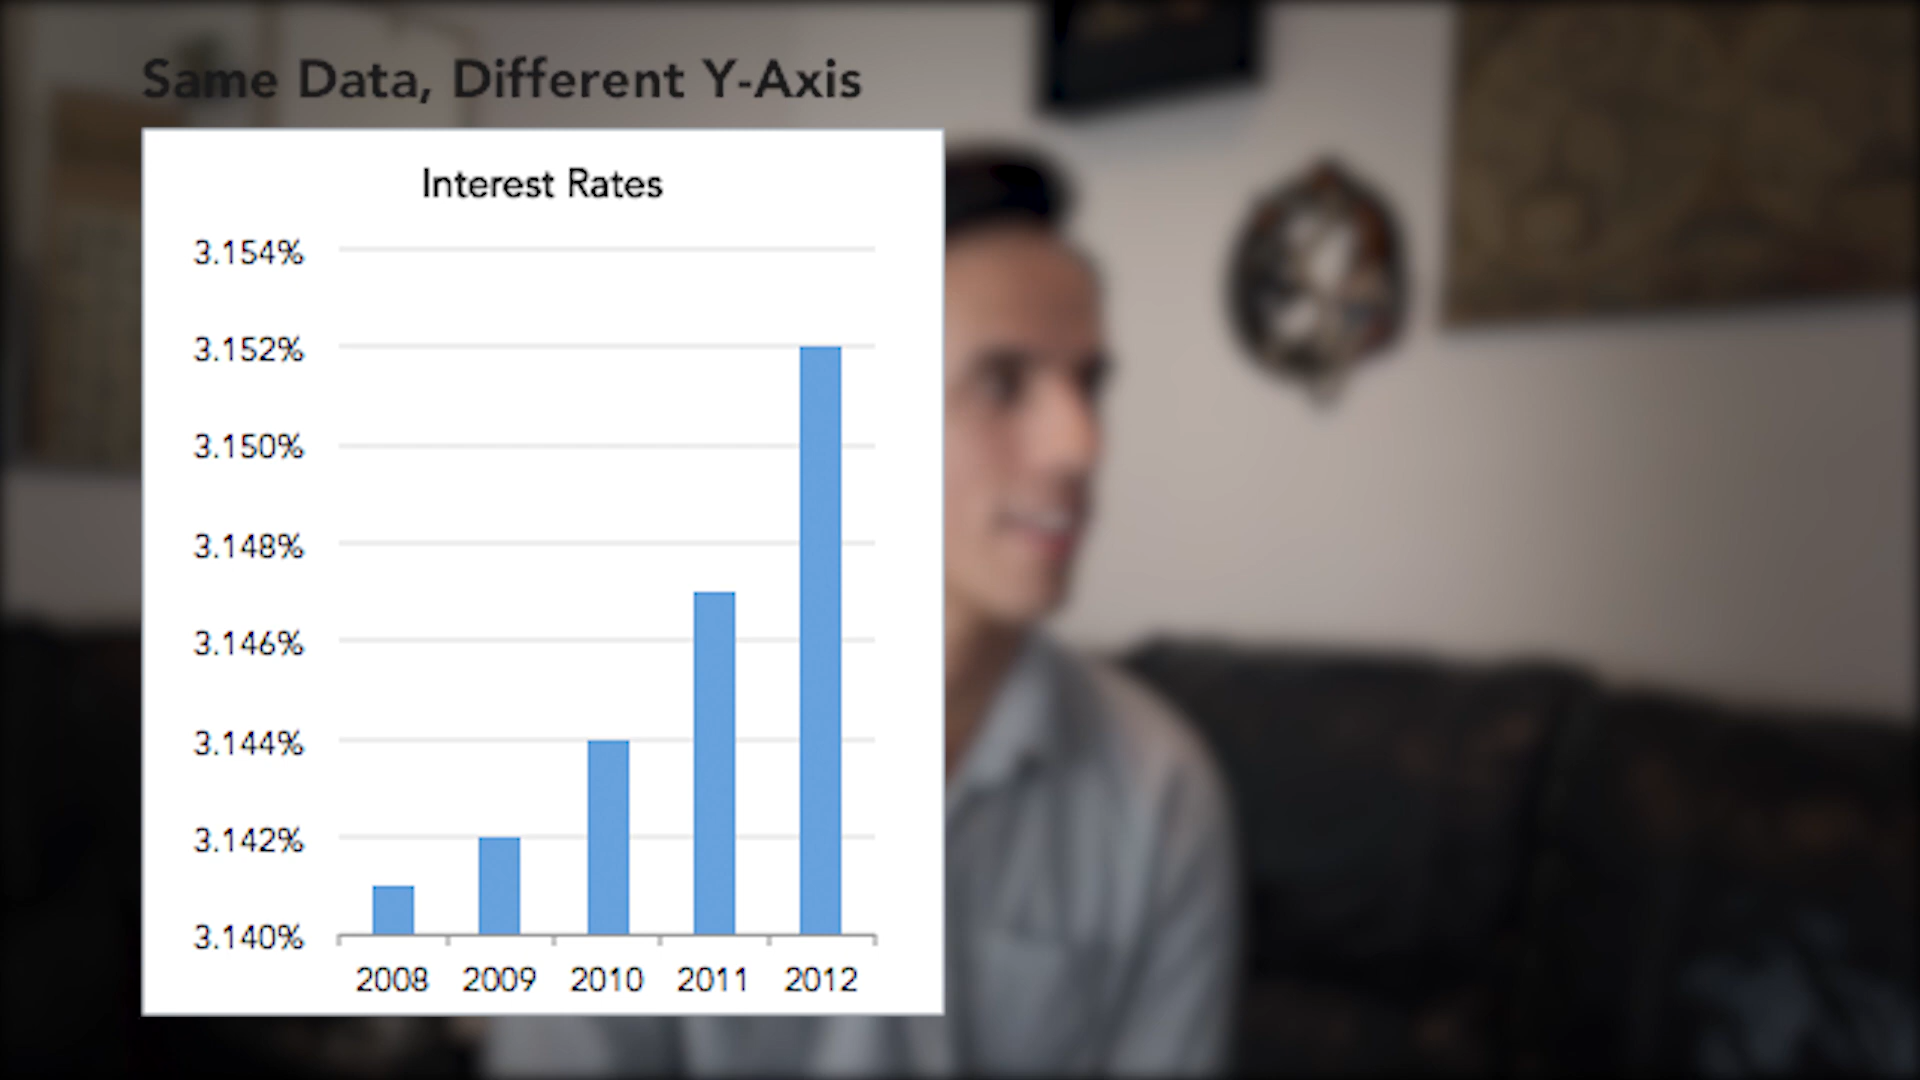 Same Data, Different Y-Axis
Interest Rates
3.154%
3.152%
3.150%
3.148%
3.146%
3.144%
3.142%
3.140%
2008 2009 2010 2011 2012